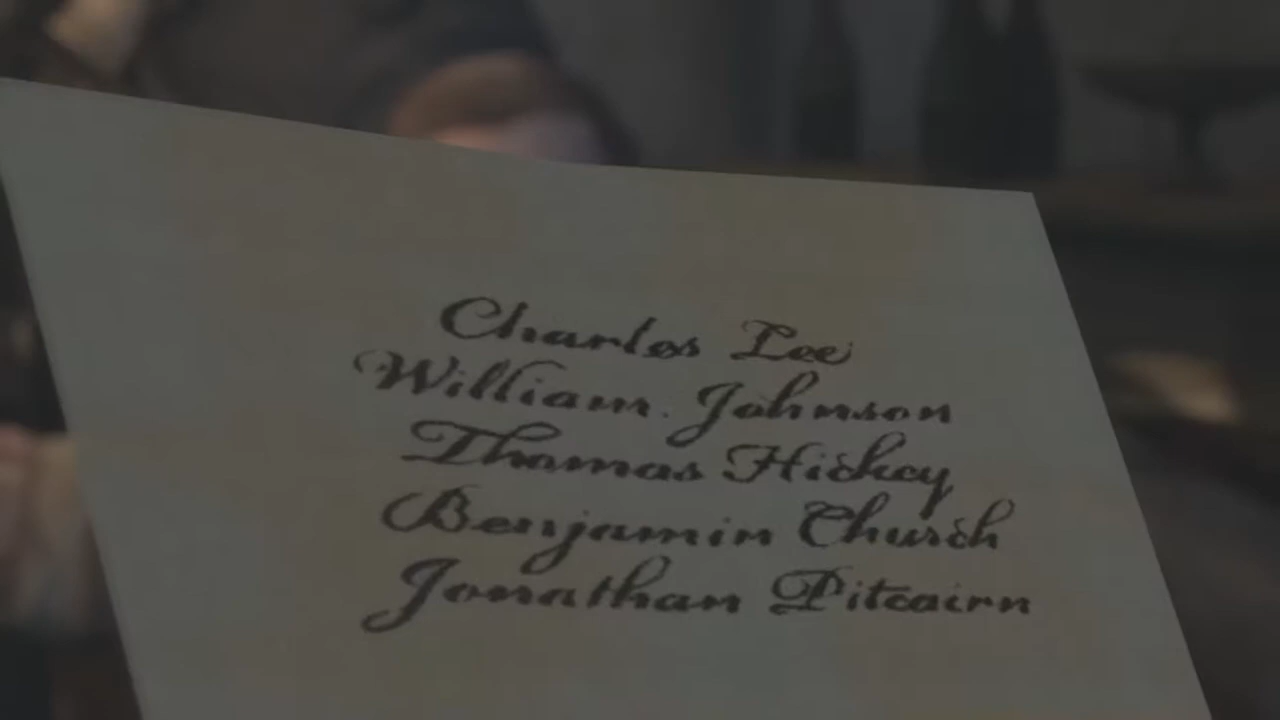 Charles Lee
William Johnson
Thomas Hickey
Benjamin Church
Jonathan Pitcairn